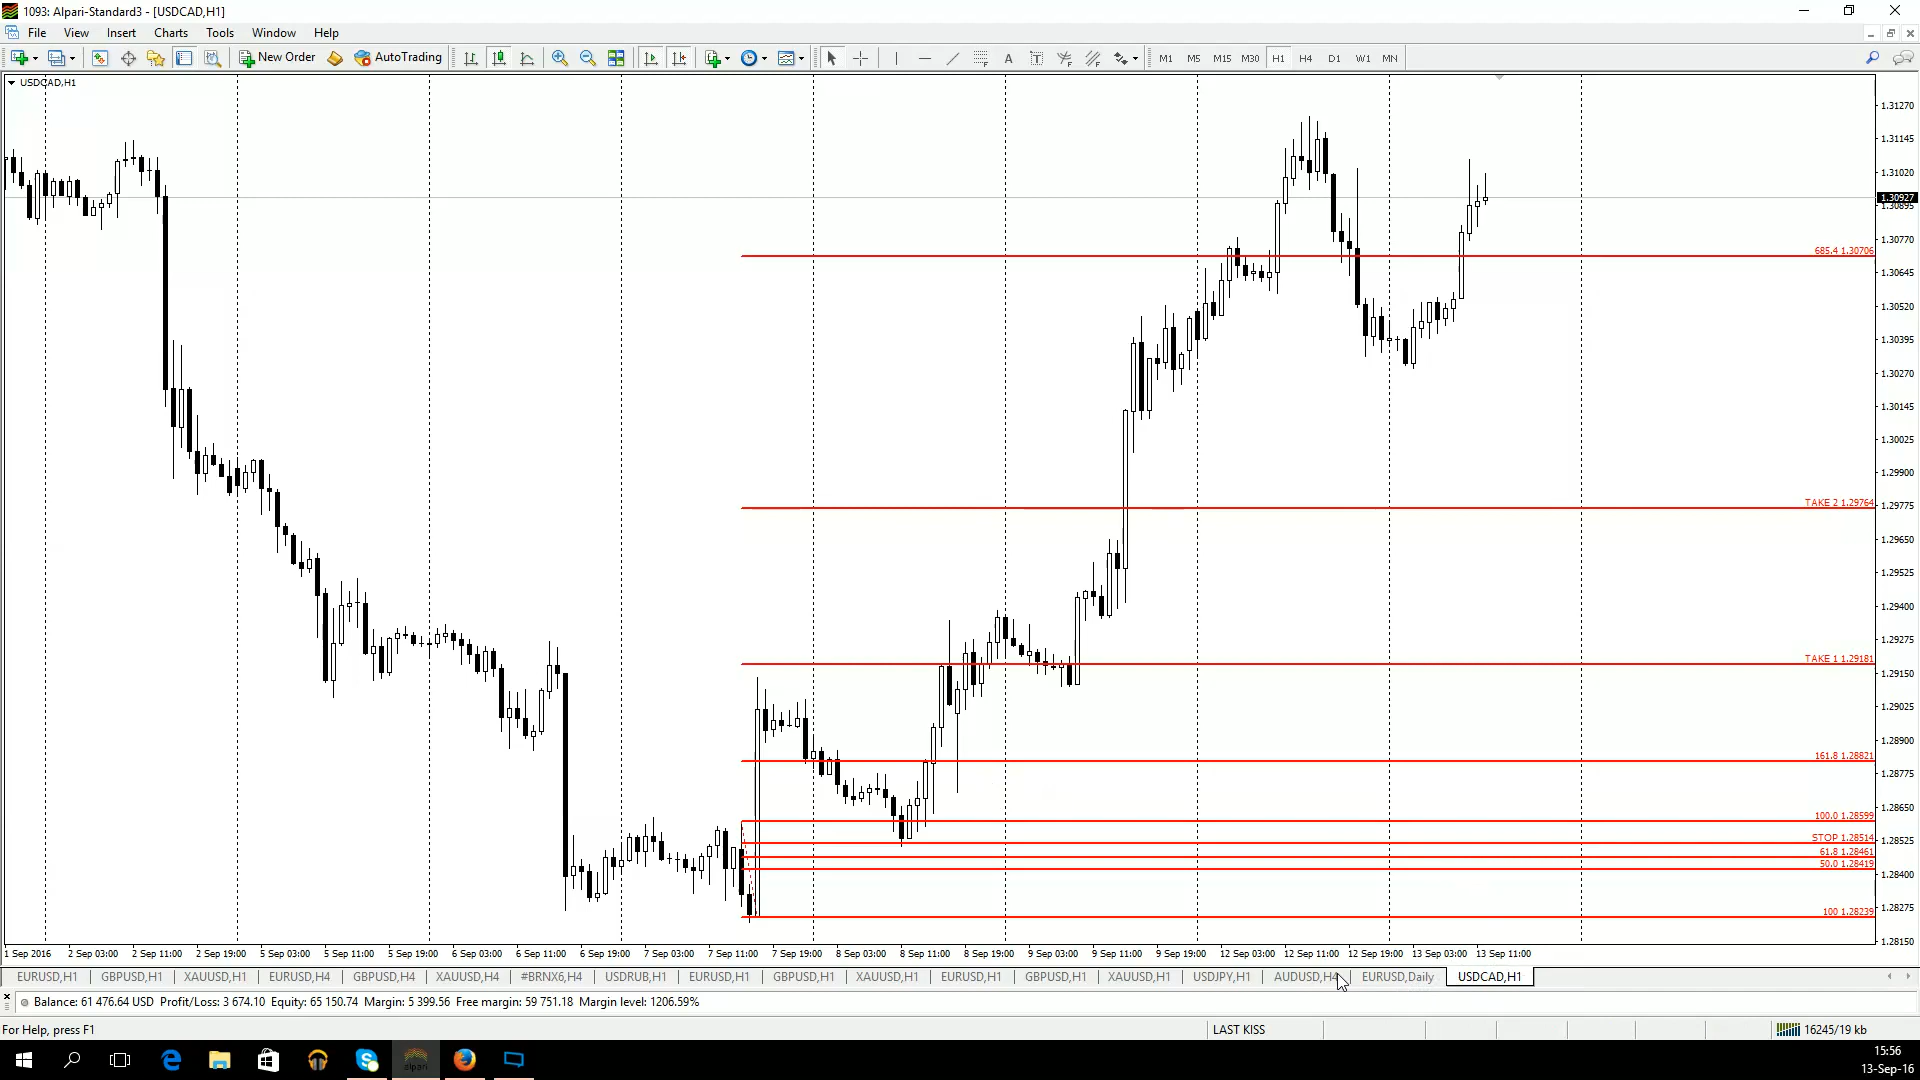 1093: Alpari-Standard3 - [USDCAD,H1]
File View Insert Charts Tools Window Help
New Order AutoTrading A T M1 M5 M15 M30 H1 H4 D1 W1 MN
USDCAD,H1
1.31270
1.31145
1.31020
1.30927
1.30895
1.30770
685.4 1.30706
1.30645
1.30520
1.30395
1.30270
1.30145
1.30025
1.29900
TAKE 2 1.29764
1.29775
1.29650
1.29525
1.29400
1.29275
TAKE 1 1.29181
1.29150
1.29025
1.28900
161.8 1.28821
1.28775
1.28650
100.0 1.28599
STOP 1.28514
1.28525
61.8 1.28461
50.0 1.28419
1.28400
100 1.28239
1.28275
1.28150
1 Sep 2016 2 Sep 03:00 2 Sep 11:00 2 Sep 19:00 5 Sep 03:00 5 Sep 11:00 5 Sep 19:00 6 Sep 03:00 6 Sep 11:00 6 Sep 19:00 7 Sep 03:00 7 Sep 11:00 7 Sep 19:00 8 Sep 03:00 8 Sep 11:00 8 Sep 19:00 9 Sep 03:00 9 Sep 11:00 9 Sep 19:00 12 Sep 03:00 12 Sep 11:00 12 Sep 19:00 13 Sep 03:00 13 Sep 11:00
EURUSD,H1 GBPUSD,H1 XAUUSD,H1 EURUSD,H4 GBPUSD,H4 XAUUSD,H4 #BRNX6,H4 USDRUB,H1 EURUSD,H1 GBPUSD,H1 XAUUSD,H1 EURUSD,H1 GBPUSD,H1 XAUUSD,H1 USDJPY,H1 AUDUSD,H4 EURUSD,Daily USDCAD,H1
Balance: 61 476.64 USD Profit/Loss: 3 674.10 Equity: 65 150.74 Margin: 5 399.56 Free margin: 59 751.18 Margin level: 1206.59%
For Help, press F1 LAST KISS 16245/19 kb
alpari
15:56
13-Sep-16